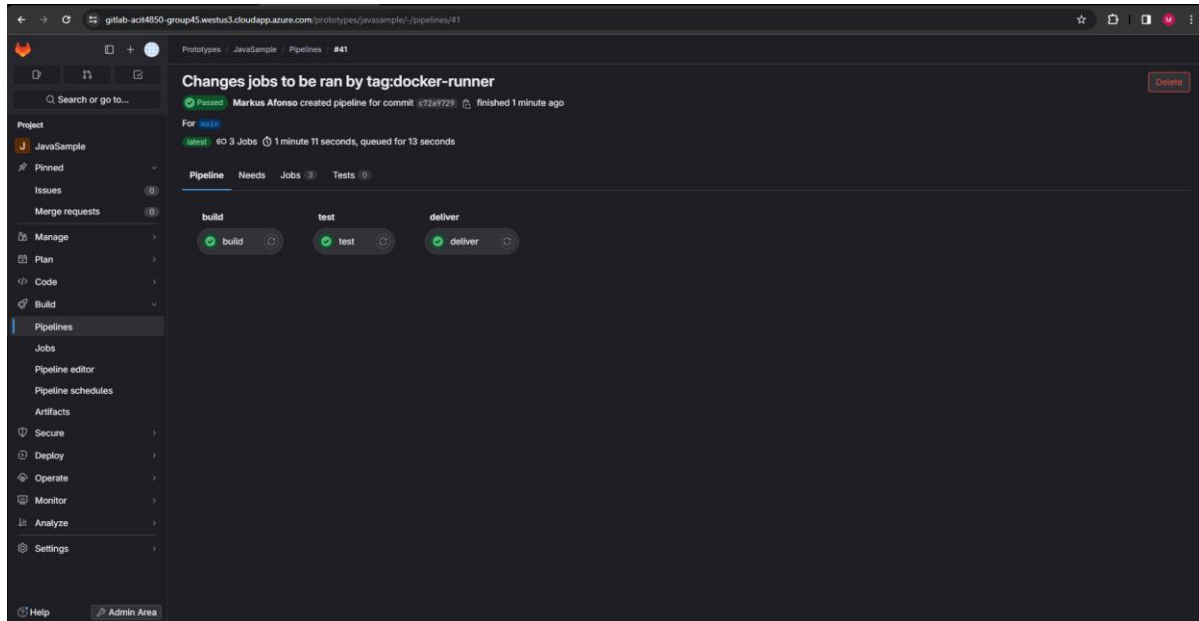 gitlab-acit4850-group45.westus3.cloudapp.azure.com/prototypes/javasample/-/pipelines/41
M
Prototypes / JavaSample / Pipelines / #41
Search or go to...
Project
J JavaSample
Pinned
Issues 0
Merge requests 0
Manage
Plan
Code
Build
Pipelines
Jobs
Pipeline editor
Pipeline schedules
Artifacts
Secure
Deploy
Operate
Monitor
Analyze
Settings
Help
Admin Area
Changes jobs to be ran by tag:docker-runner
Delete
Passed Markus Afonso created pipeline for commit c72a9729 finished 1 minute ago
For main
latest 3 Jobs 1 minute 11 seconds, queued for 13 seconds
Pipeline Needs Jobs 3 Tests 0
build test deliver
build test deliver